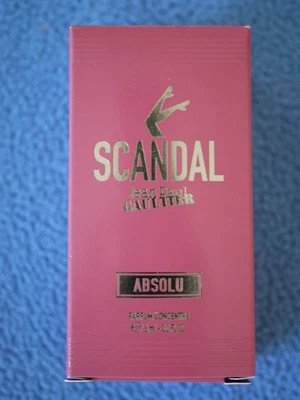 SCANDAL
Jean Paul
GAULTIER
ABSOLU
PARFUM CONCENTRÉ